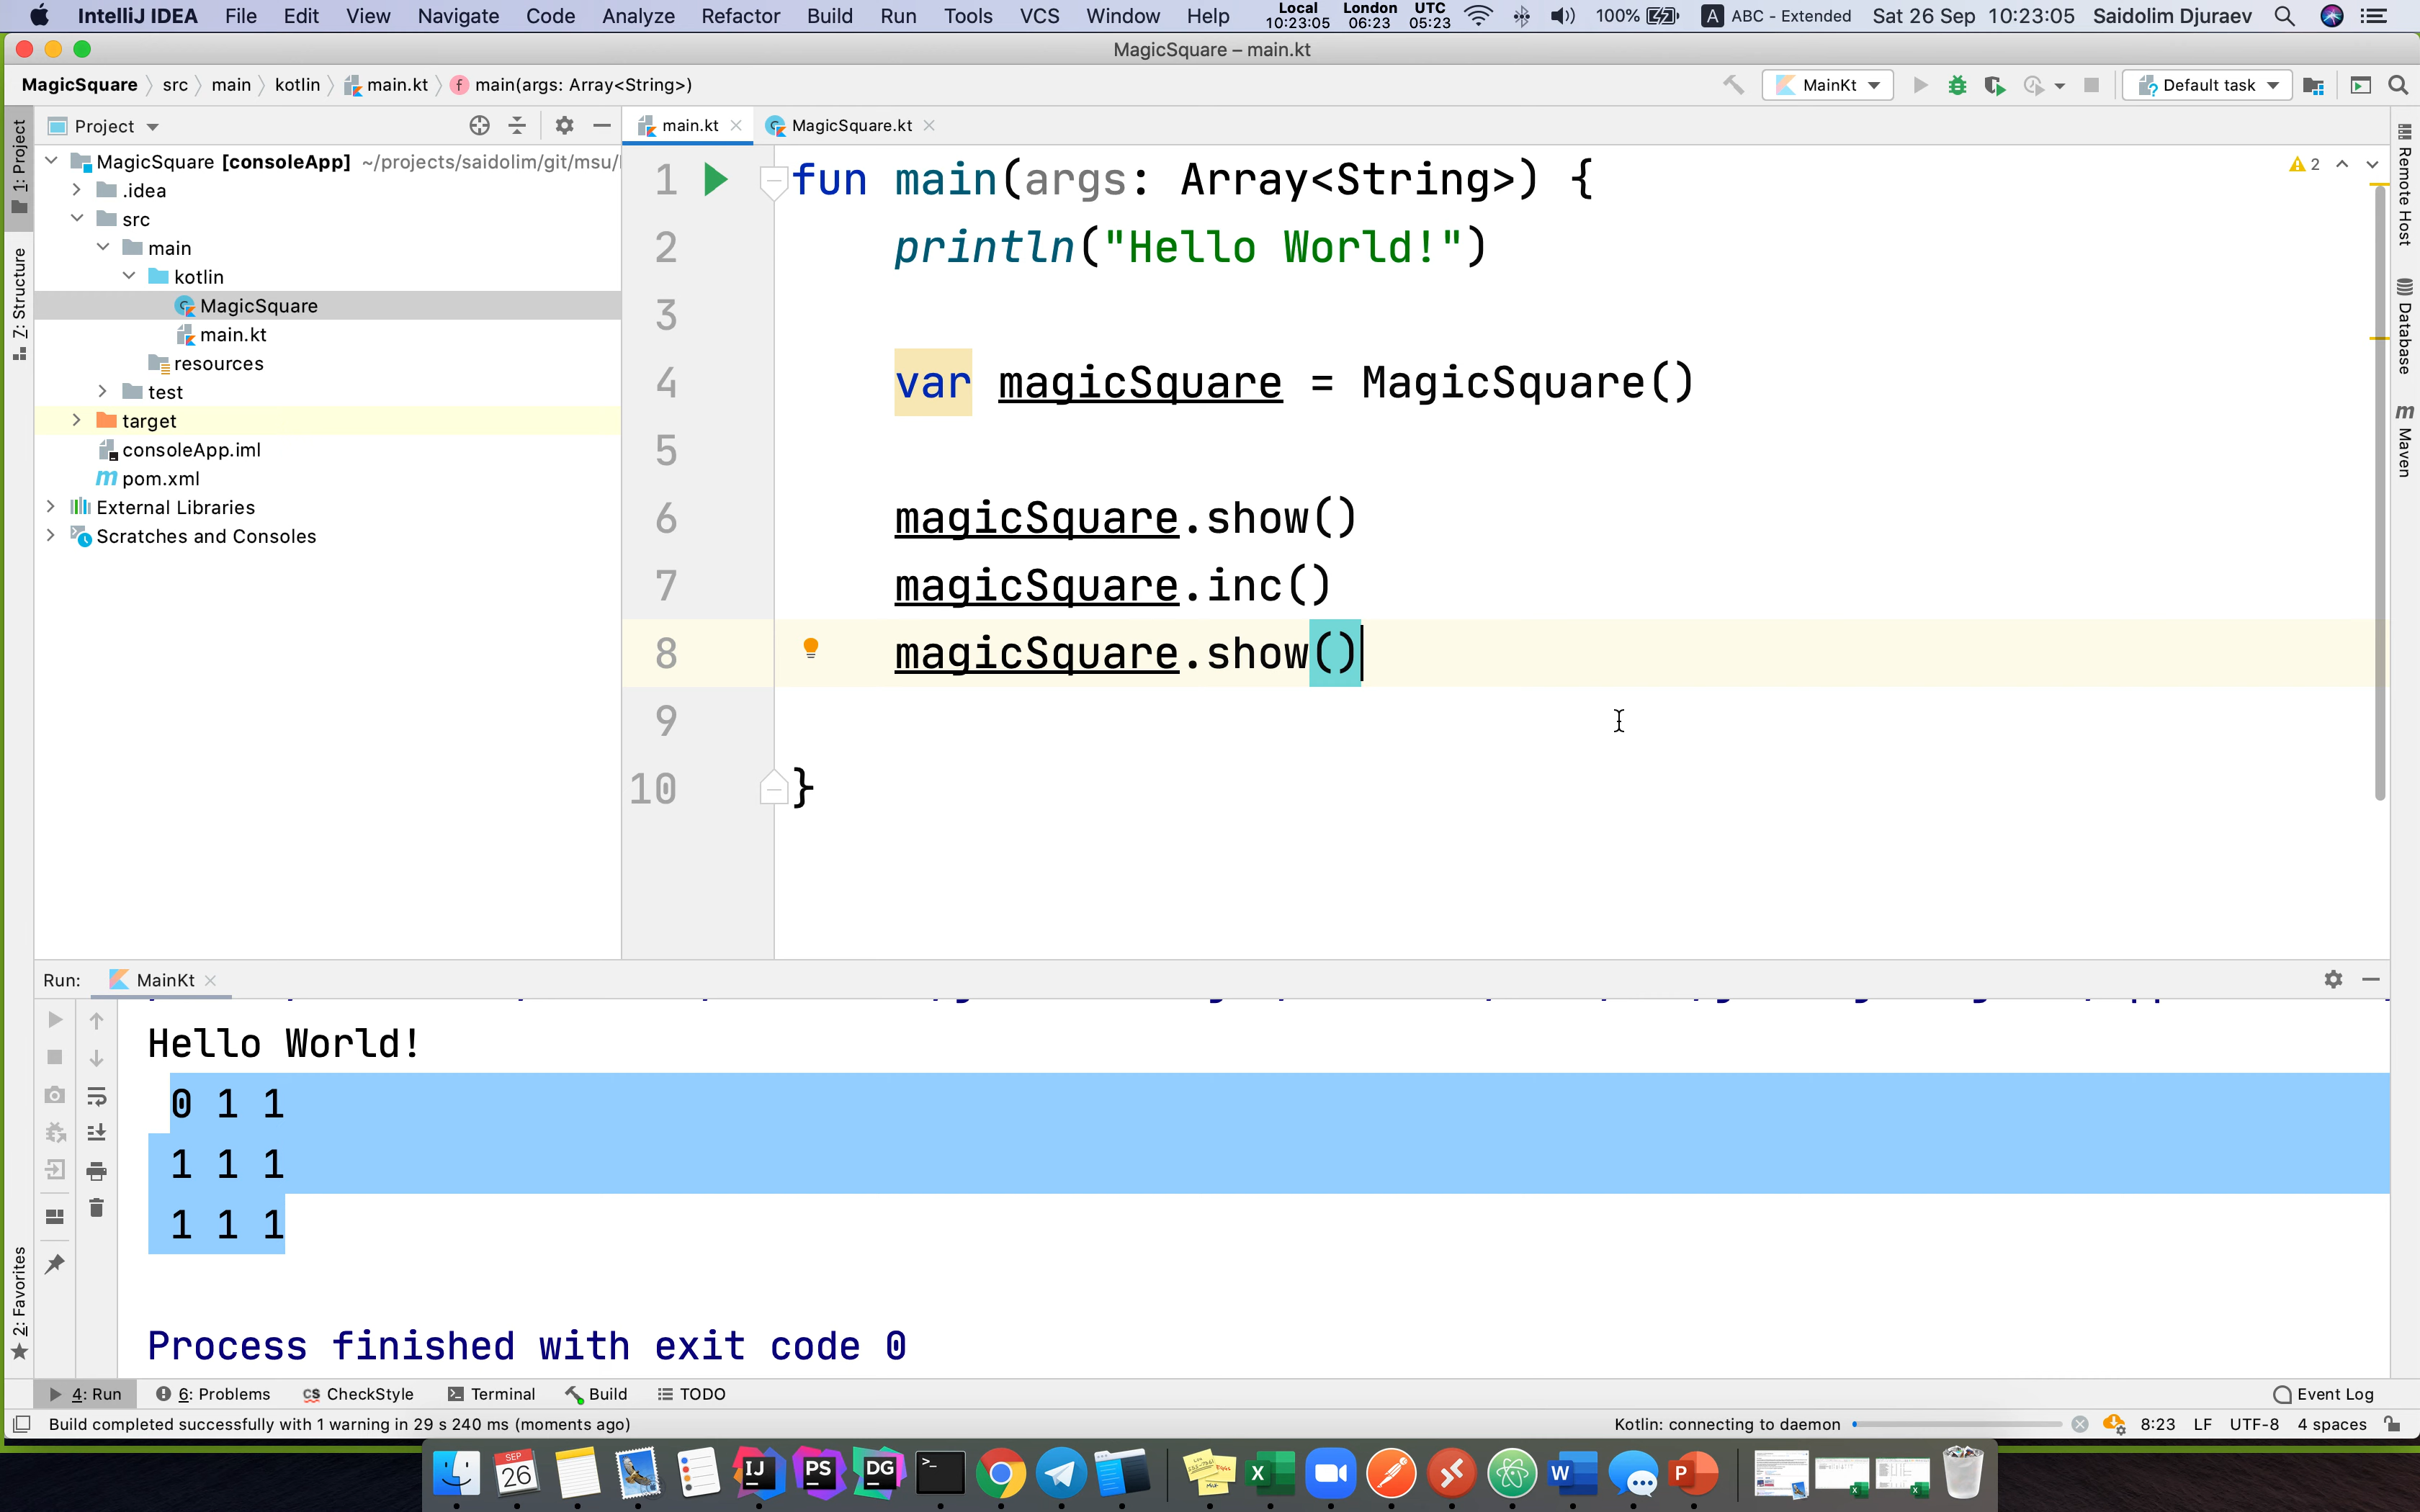 IntelliJ IDEA File Edit View Navigate Code Analyze Refactor Build Run Tools VCS Window Help Local 10:23:05 London 06:23 UTC 05:23 100% A ABC - Extended Sat 26 Sep 10:23:05 Saidolim Djuraev
MagicSquare – main.kt
MagicSquare src main kotlin main.kt f main(args: Array<String>) MainKt Default task
1: Project
Project
main.kt
MagicSquare.kt
MagicSquare [consoleApp] ~/projects/saidolim/git/msu/
.idea
src
main
kotlin
MagicSquare
main.kt
resources
test
target
consoleApp.iml
m pom.xml
External Libraries
Scratches and Consoles
Z: Structure
2: Favorites
1 fun main(args: Array<String>) {
2 println("Hello World!")
3
4 var magicSquare = MagicSquare()
5
6 magicSquare.show()
7 magicSquare.inc()
8 magicSquare.show()
9
10 }
2
Remote Host
Database
m Maven
Run: MainKt
Hello World!
0 1 1
1 1 1
1 1 1
Process finished with exit code 0
4: Run 6: Problems CS CheckStyle Terminal Build TODO Event Log
Build completed successfully with 1 warning in 29 s 240 ms (moments ago) Kotlin: connecting to daemon 8:23 LF UTF-8 4 spaces
SEP 26 IJ PS DG >_ X W P